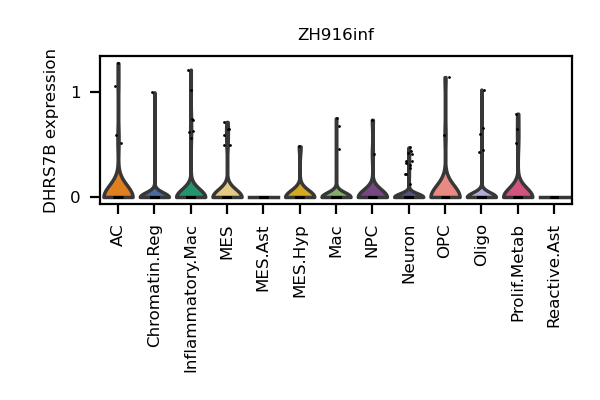 ZH916inf
DHRS7B expression
1
0
AC
Chromatin.Reg
Inflammatory.Mac
MES
MES.Ast
MES.Hyp
Mac
NPC
Neuron
OPC
Oligo
Prolif.Metab
Reactive.Ast